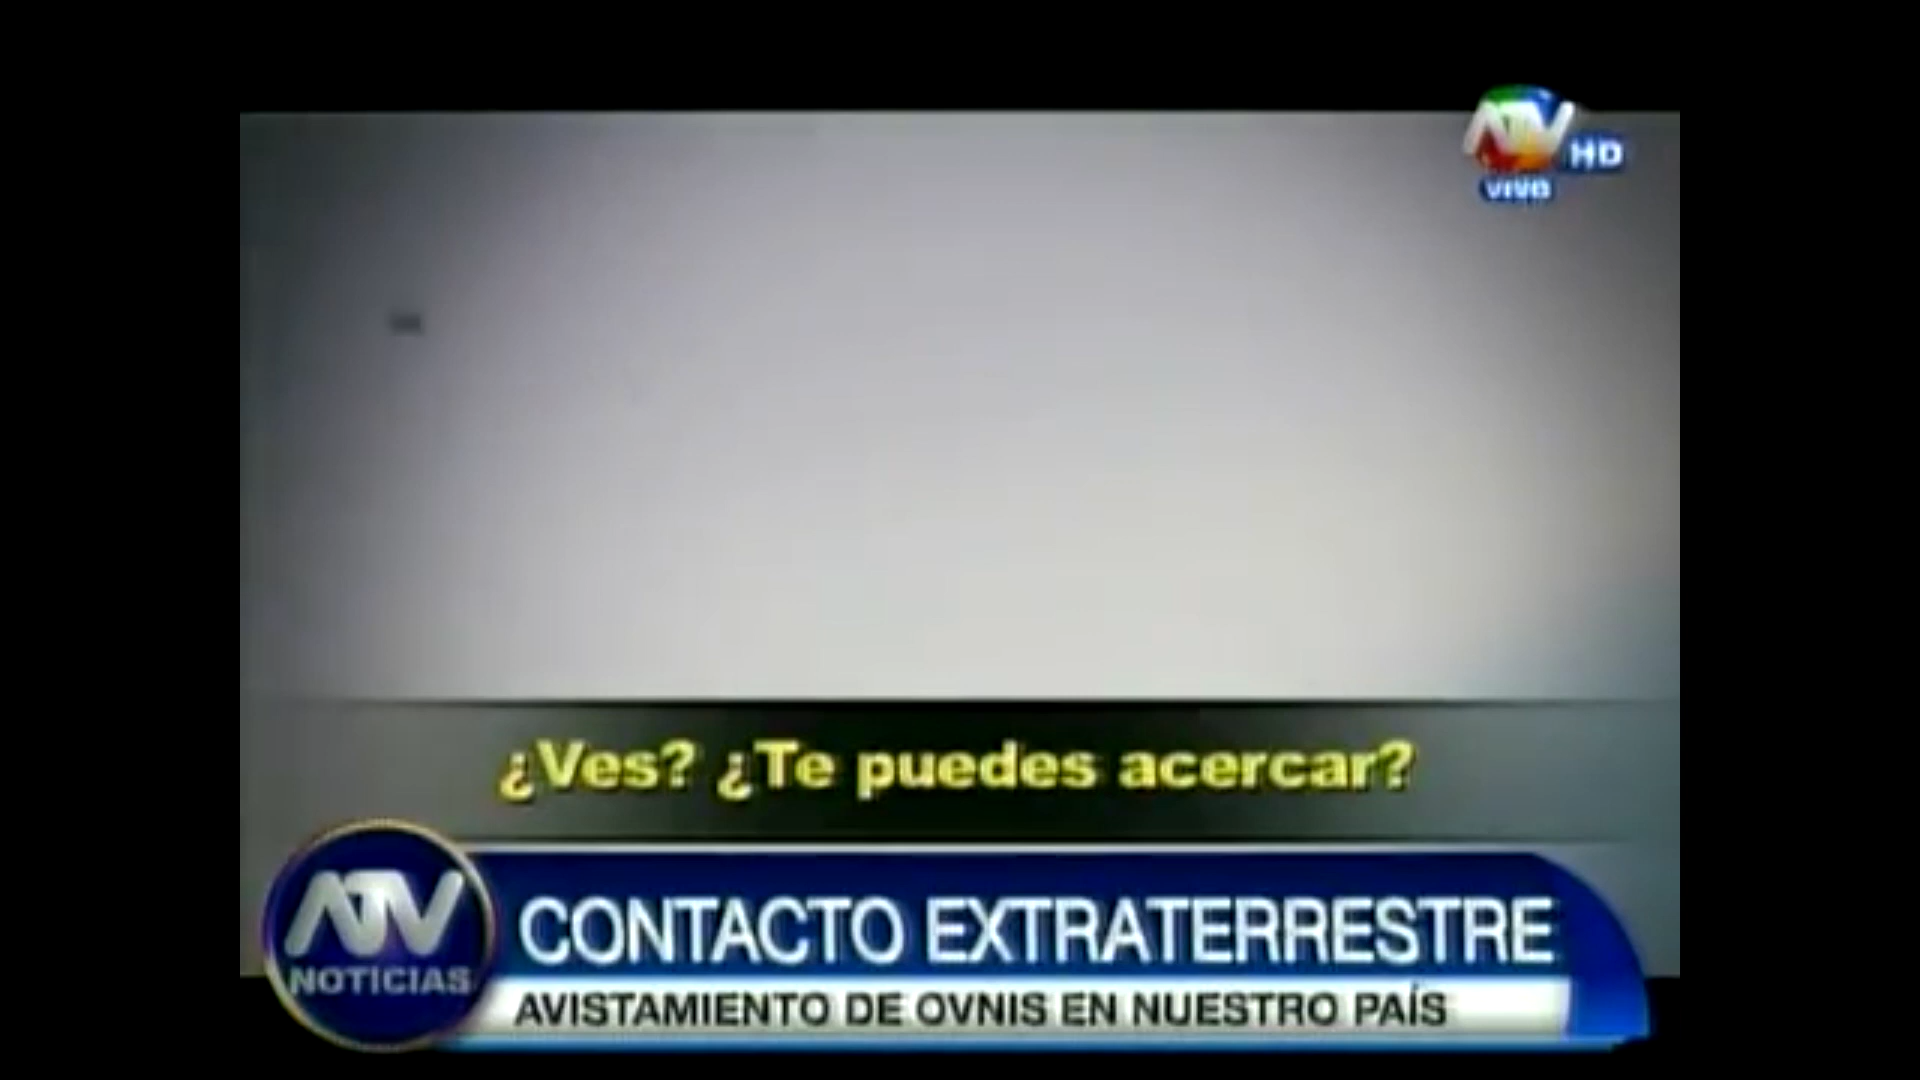 ATV HD
VIVO
¿Ves? ¿Te puedes acercar?
CONTACTO EXTRATERRESTRE
ATV
NOTICIAS
AVISTAMIENTO DE OVNIS EN NUESTRO PAÍS